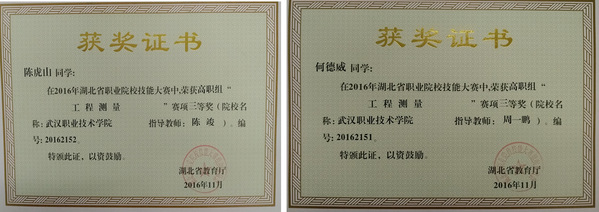 获奖证书
陈虎山 同学:
在2016年湖北省职业院校技能大赛中,荣获高职组“
工 程 测 量 ”赛项三等奖(院校名
称:武汉职业技术学院 指导教师: 陈 竣 )。编
号:20162152。
特颁此证,以资鼓励。
湖北省教育厅
2016年11月
获奖证书
何德威 同学:
在2016年湖北省职业院校技能大赛中,荣获高职组“
工 程 测 量 ”赛项三等奖(院校名
称:武汉职业技术学院 指导教师: 周一鹏 )。编
号:20162151。
特颁此证,以资鼓励。
湖北省教育厅
2016年11月